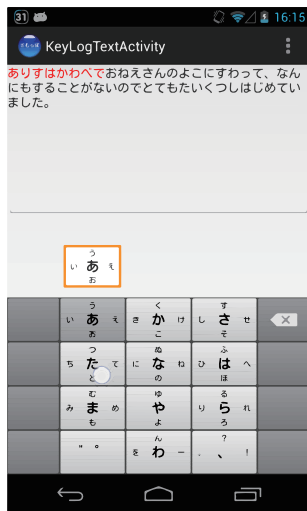 31 16:15
てもっぱ KeyLogTextActivity
ありすはかわべでおねえさんのよこにすわって、なん
にもすることがないのでとてもたいくつしはじめてい
ました。
う
い あ え
お
う く す
い あ え き か け し さ せ
お こ そ
つ ぬ ふ
ち た て に な ね ひ は へ
と の ほ
む ゆ る
み ま め や り ら れ
も よ ろ
ん ?
" ° を わ ー . 、 !